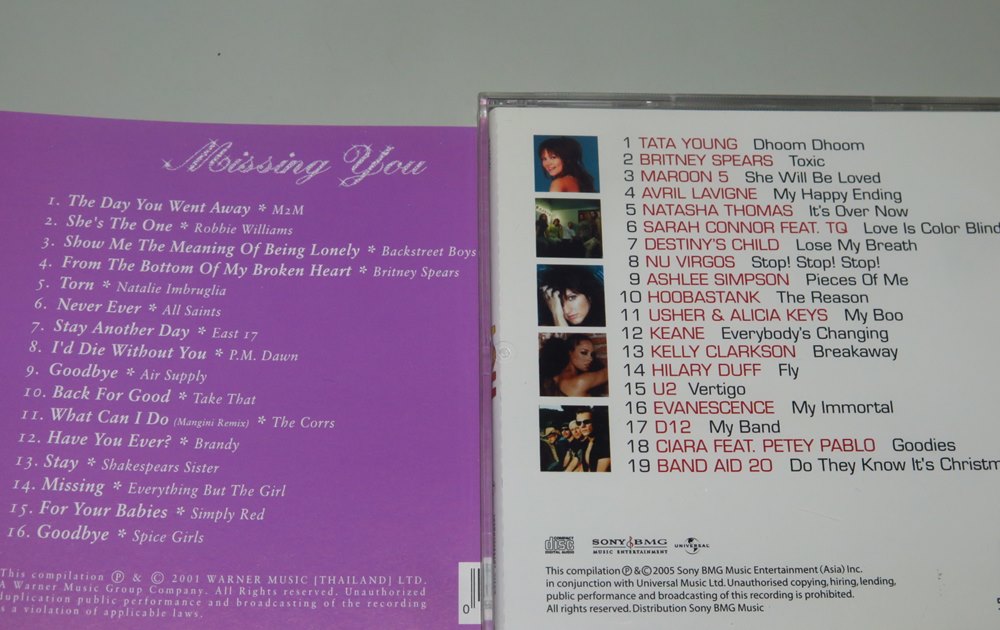 Missing You
1. The Day You Went Away * M2M
2. She's The One * Robbie Williams
3. Show Me The Meaning Of Being Lonely * Backstreet Boys
4. From The Bottom Of My Broken Heart * Britney Spears
5. Torn * Natalie Imbruglia
6. Never Ever * All Saints
7. Stay Another Day * East 17
8. I'd Die Without You * P.M. Dawn
9. Goodbye * Air Supply
10. Back For Good * Take That
11. What Can I Do (Mangini Remix) * The Corrs
12. Have You Ever? * Brandy
13. Stay * Shakespears Sister
14. Missing * Everything But The Girl
15. For Your Babies * Simply Red
16. Goodbye * Spice Girls
This compilation Ⓟ & © 2001 WARNER MUSIC [THAILAND] LTD.
A Warner Music Group Company. All Rights reserved. Unauthorized
duplication public performance and broadcasting of the recording
is a violation of applicable laws.
0
1 TATA YOUNG Dhoom Dhoom
2 BRITNEY SPEARS Toxic
3 MAROON 5 She Will Be Loved
4 AVRIL LAVIGNE My Happy Ending
5 NATASHA THOMAS It's Over Now
6 SARAH CONNOR FEAT. TQ Love Is Color Blind
7 DESTINY'S CHILD Lose My Breath
8 NU VIRGOS Stop! Stop! Stop!
9 ASHLEE SIMPSON Pieces Of Me
10 HOOBASTANK The Reason
11 USHER & ALICIA KEYS My Boo
12 KEANE Everybody's Changing
13 KELLY CLARKSON Breakaway
14 HILARY DUFF Fly
15 U2 Vertigo
16 EVANESCENCE My Immortal
17 D12 My Band
18 CIARA FEAT. PETEY PABLO Goodies
19 BAND AID 20 Do They Know It's Christm
COMPACT disc DIGITAL AUDIO
SONY BMG MUSIC ENTERTAINMENT
UNIVERSAL
This compilation Ⓟ & © 2005 Sony BMG Music Entertainment (Asia) Inc.
in conjunction with Universal Music Ltd. Unauthorised copying, hiring, lending,
public performance and broadcasting of this recording is prohibited.
All rights reserved. Distribution Sony BMG Music